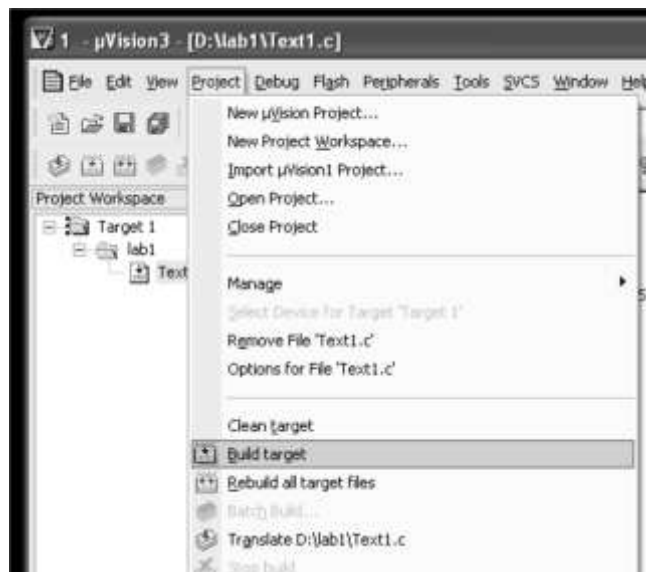 1 - µVision3 - [D:\lab1\Text1.c]
File Edit View Project Debug Flash Peripherals Tools SVCS Window Help
New µVision Project...
New Project Workspace...
Import µVision1 Project...
Open Project...
Close Project
Project Workspace
Target 1
lab1
Text
Manage
Select Device for Target 'Target 1'
Remove File 'Text1.c'
Options for File 'Text1.c'
Clean target
Build target
Rebuild all target files
Batch Build...
Translate D:\lab1\Text1.c
Stop build